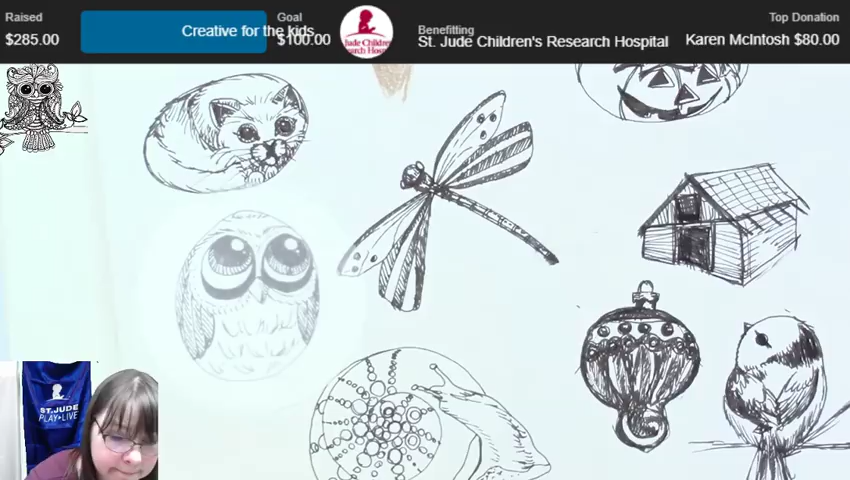 Raised
$285.00
Creative for the kids
Goal
$100.00
Benefitting
St. Jude Children's Research Hospital
Top Donation
Karen McIntosh $80.00
ST. JUDE
PLAY LIVE